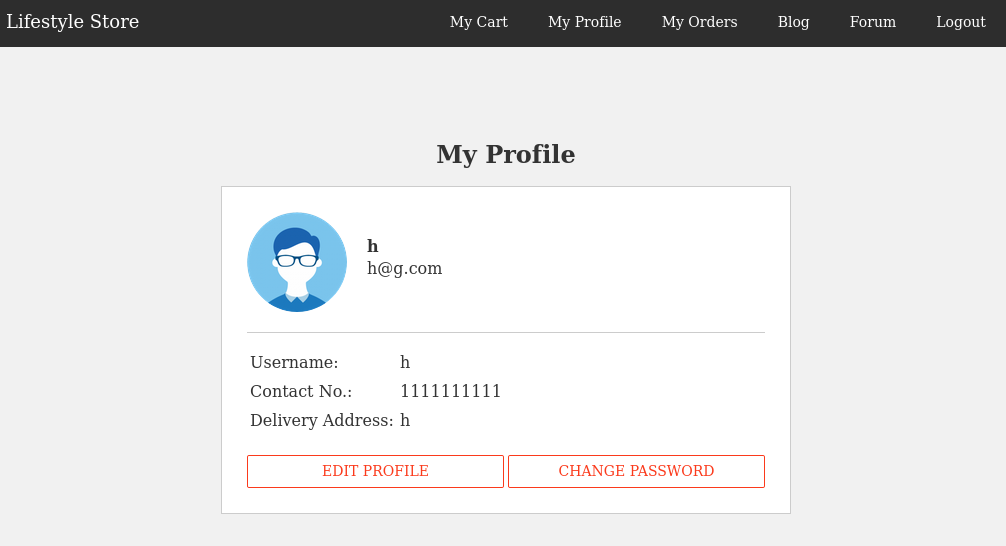 Lifestyle Store My Cart My Profile My Orders Blog Forum Logout
My Profile
h
h@g.com
Username: h
Contact No.: 1111111111
Delivery Address: h
EDIT PROFILE CHANGE PASSWORD